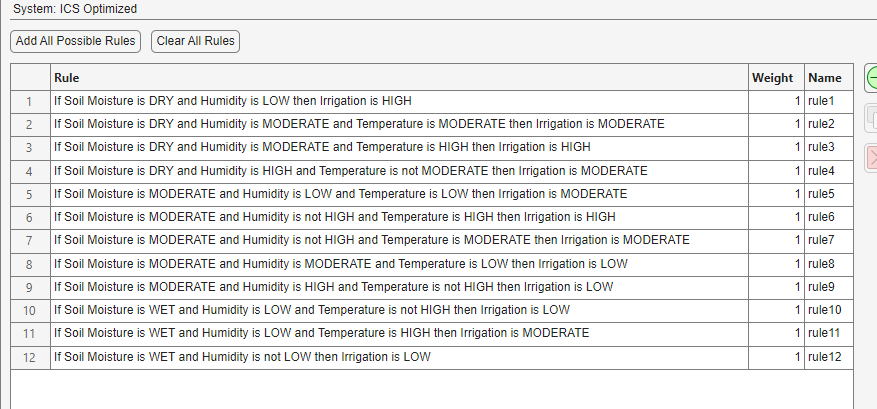 System: ICS Optimized
Add All Possible Rules Clear All Rules
Rule Weight Name
1 If Soil Moisture is DRY and Humidity is LOW then Irrigation is HIGH 1 rule1
2 If Soil Moisture is DRY and Humidity is MODERATE and Temperature is MODERATE then Irrigation is MODERATE 1 rule2
3 If Soil Moisture is DRY and Humidity is MODERATE and Temperature is HIGH then Irrigation is HIGH 1 rule3
4 If Soil Moisture is DRY and Humidity is HIGH and Temperature is not MODERATE then Irrigation is MODERATE 1 rule4
5 If Soil Moisture is MODERATE and Humidity is LOW and Temperature is LOW then Irrigation is MODERATE 1 rule5
6 If Soil Moisture is MODERATE and Humidity is not HIGH and Temperature is HIGH then Irrigation is HIGH 1 rule6
7 If Soil Moisture is MODERATE and Humidity is not HIGH and Temperature is MODERATE then Irrigation is MODERATE 1 rule7
8 If Soil Moisture is MODERATE and Humidity is MODERATE and Temperature is LOW then Irrigation is LOW 1 rule8
9 If Soil Moisture is MODERATE and Humidity is HIGH and Temperature is not HIGH then Irrigation is LOW 1 rule9
10 If Soil Moisture is WET and Humidity is LOW and Temperature is not HIGH then Irrigation is LOW 1 rule10
11 If Soil Moisture is WET and Humidity is LOW and Temperature is HIGH then Irrigation is MODERATE 1 rule11
12 If Soil Moisture is WET and Humidity is not LOW then Irrigation is LOW 1 rule12